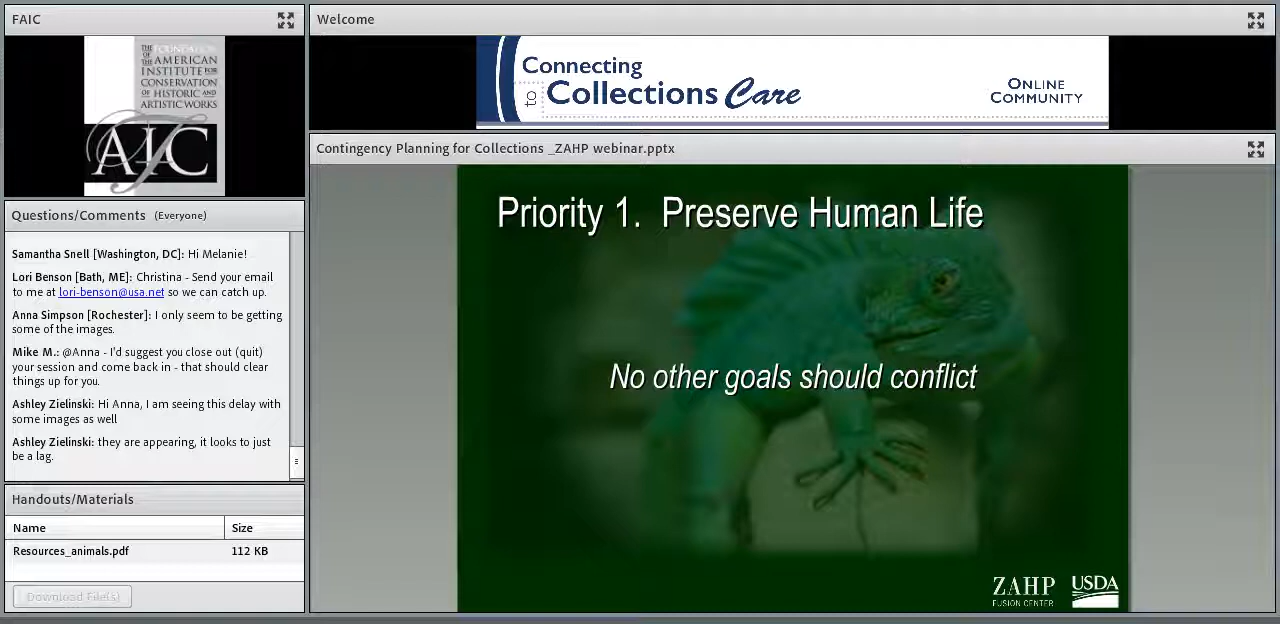 FAIC
THE FOUNDATION
OF THE AMERICAN
INSTITUTE FOR
CONSERVATION
OF HISTORIC AND
ARTISTIC WORKS
AIC
Questions/Comments (Everyone)
Samantha Snell [Washington, DC]: Hi Melanie!
Lori Benson [Bath, ME]: Christina - Send your email
to me at lori-benson@usa.net so we can catch up.
Anna Simpson [Rochester]: I only seem to be getting
some of the images.
Mike M.: @Anna - I'd suggest you close out (quit)
your session and come back in - that should clear
things up for you.
Ashley Zielinski: Hi Anna, I am seeing this delay with
some images as well
Ashley Zielinski: they are appearing, it looks to just
be a lag.
Handouts/Materials
Name Size
Resources_animals.pdf 112 KB
Download File(s)
Welcome
Connecting
to Collections Care
ONLINE
COMMUNITY
Contingency Planning for Collections _ZAHP webinar.pptx
Priority 1. Preserve Human Life
No other goals should conflict
ZAHP
FUSION CENTER
USDA